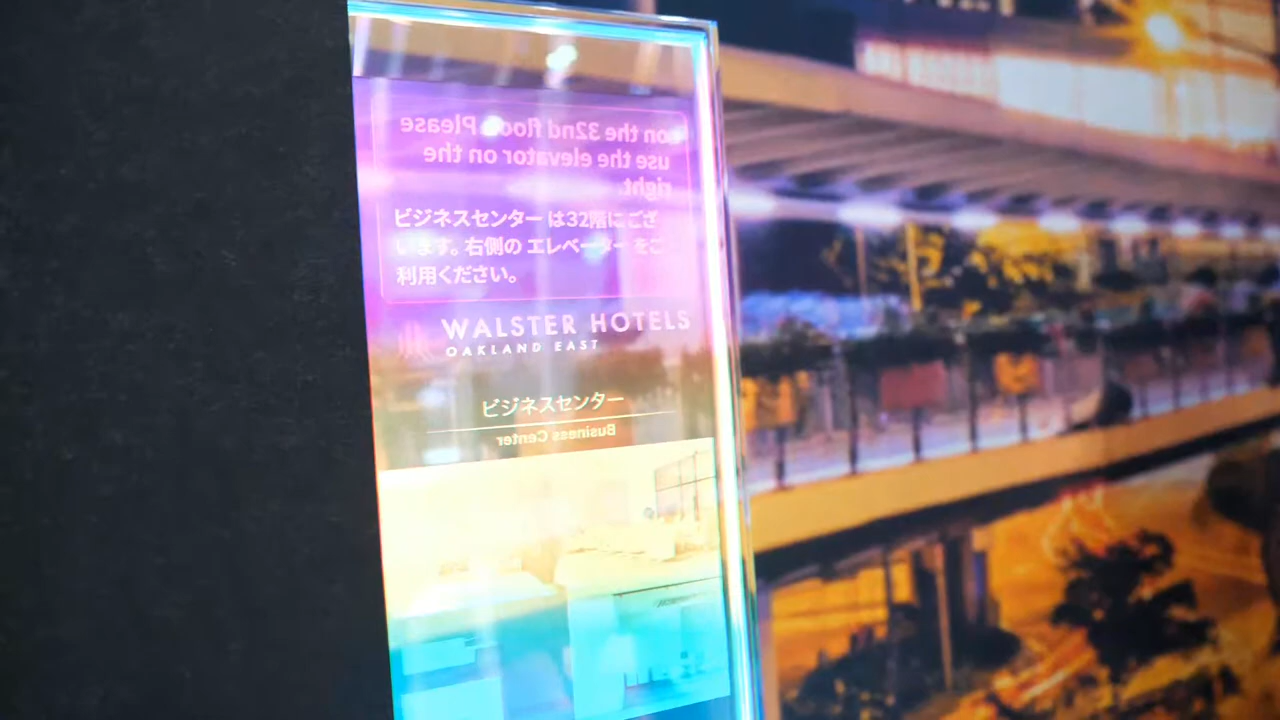 on the 32nd floor. Please
use the elevator on the
right.
ビジネスセンター は32階にござ
います。右側の エレベーター をご
利用ください。
WALSTER HOTELS
OAKLAND EAST
ビジネスセンター
Business Center